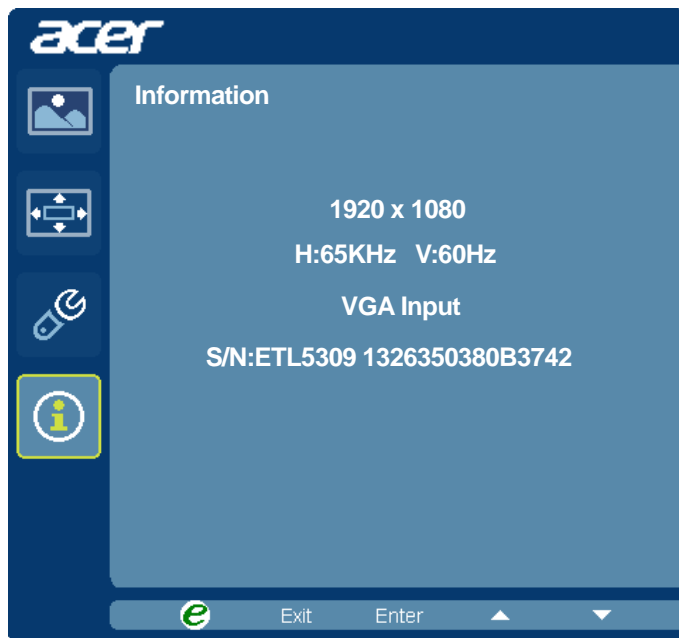 acer
Information
1920 x 1080
H:65KHz V:60Hz
VGA Input
S/N:ETL5309 1326350380B3742
e Exit Enter